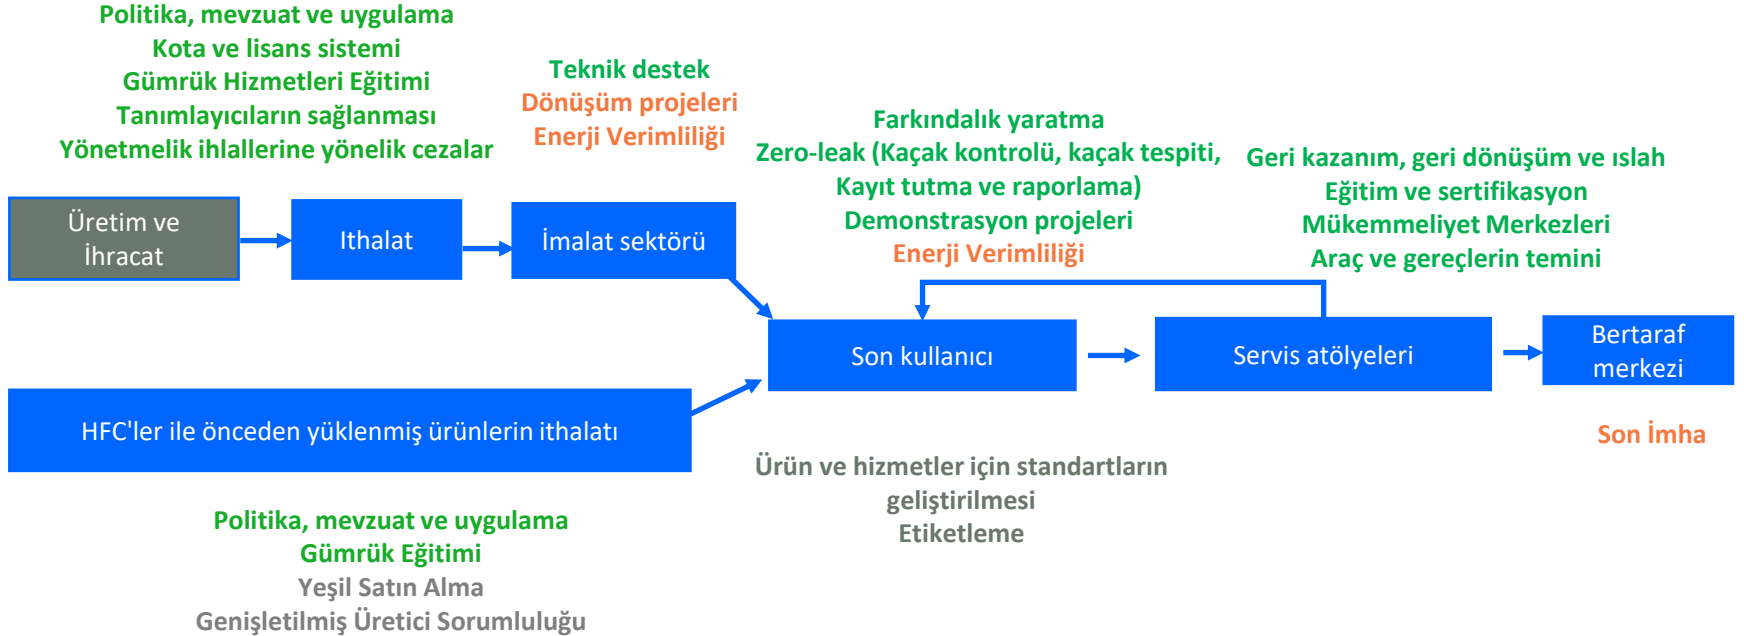 Politika, mevzuat ve uygulama
Kota ve lisans sistemi
Gümrük Hizmetleri Eğitimi
Tanımlayıcıların sağlanması
Yönetmelik ihlallerine yönelik cezalar
Teknik destek
Dönüşüm projeleri
Enerji Verimliliği
Farkındalık yaratma
Zero-leak (Kaçak kontrolü, kaçak tespiti,
Kayıt tutma ve raporlama)
Demonstrasyon projeleri
Enerji Verimliliği
Geri kazanım, geri dönüşüm ve ıslah
Eğitim ve sertifikasyon
Mükemmeliyet Merkezleri
Araç ve gereçlerin temini
Üretim ve
İhracat
Ithalat
İmalat sektörü
Son kullanıcı
Servis atölyeleri
Bertaraf
merkezi
HFC'ler ile önceden yüklenmiş ürünlerin ithalatı
Son İmha
Ürün ve hizmetler için standartların
geliştirilmesi
Etiketleme
Politika, mevzuat ve uygulama
Gümrük Eğitimi
Yeşil Satın Alma
Genişletilmiş Üretici Sorumluluğu